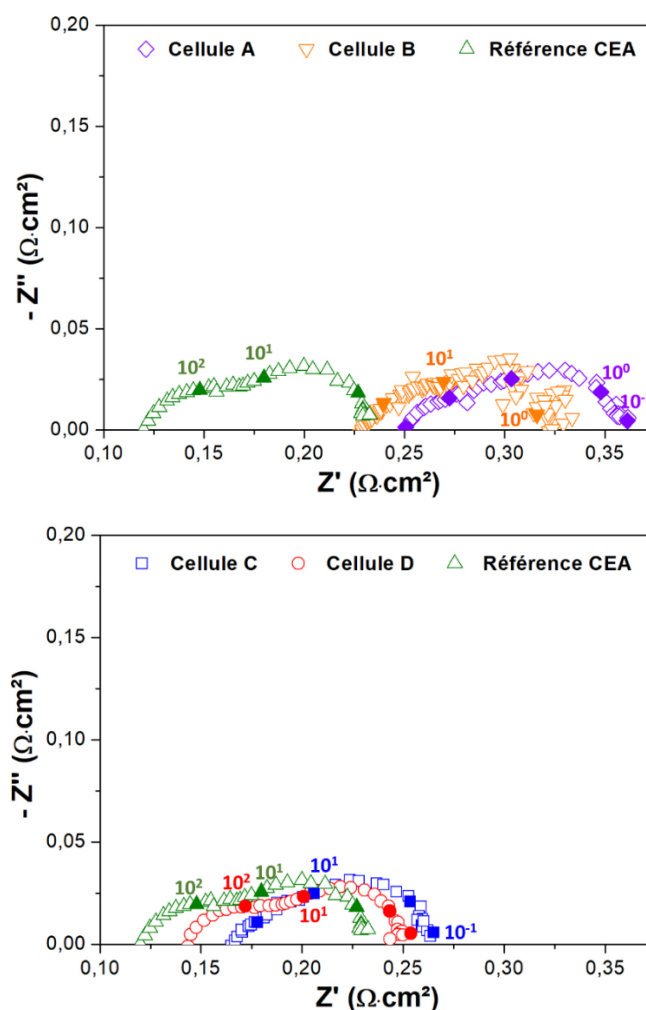 0,20
Cellule A Cellule B Référence CEA
0,15
- Z'' (Ω·cm²)
0,10
0,05
10² 10¹ 10¹ 10⁰ 10⁰ 10⁻
0,00
0,10 0,15 0,20 0,25 0,30 0,35
Z' (Ω·cm²)
0,20
Cellule C Cellule D Référence CEA
0,15
- Z'' (Ω·cm²)
0,10
0,05
10² 10² 10¹ 10¹ 10¹ 10⁻¹
0,00
0,10 0,15 0,20 0,25 0,30 0,35
Z' (Ω·cm²)